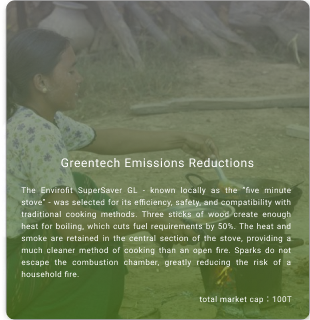 Greentech Emissions Reductions
The Envirofit SuperSaver GL - known locally as the "five minute
stove" - was selected for its efficiency, safety, and compatibility with
traditional cooking methods. Three sticks of wood create enough
heat for boiling, which cuts fuel requirements by 50%. The heat and
smoke are retained in the central section of the stove, providing a
much cleaner method of cooking than an open fire. Sparks do not
escape the combustion chamber, greatly reducing the risk of a
household fire.
total market cap : 100T